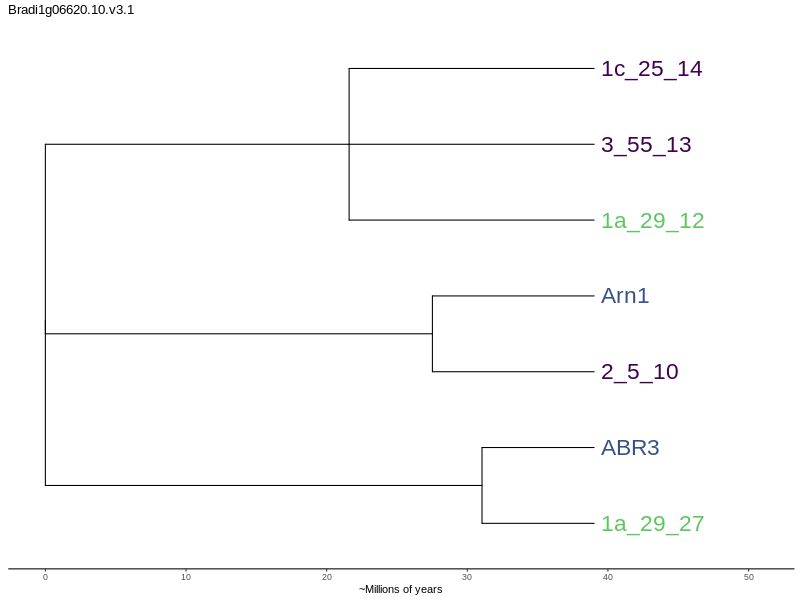 Bradi1g06620.10.v3.1
1c_25_14
3_55_13
1a_29_12
Arn1
2_5_10
ABR3
1a_29_27
0 10 20 30 40 50
~Millions of years